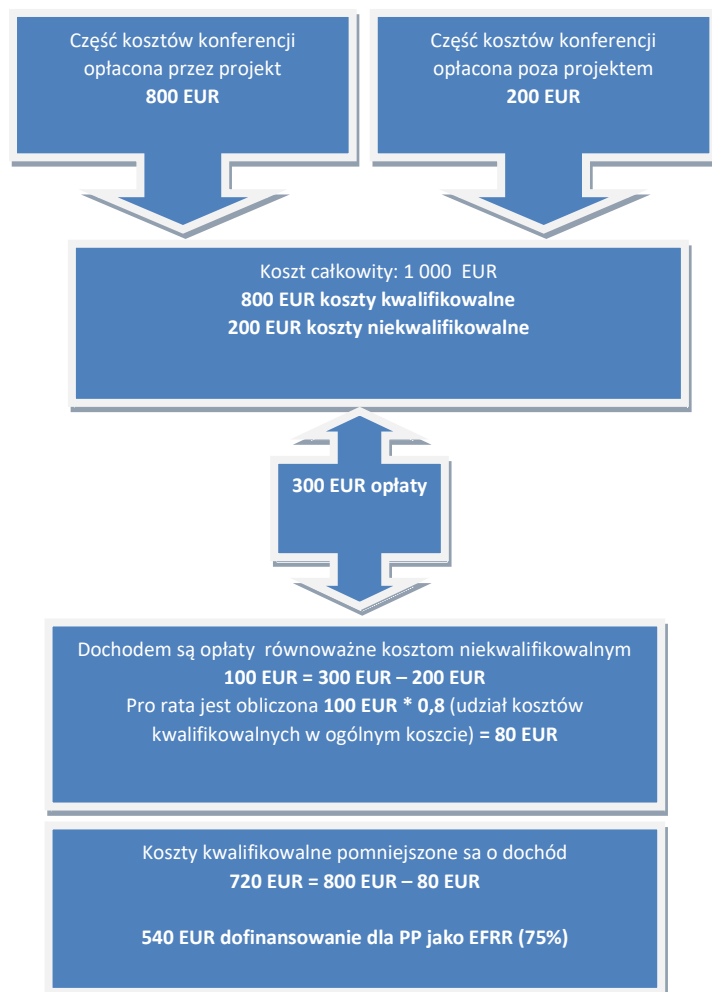 Część kosztów konferencji
opłacona przez projekt
800 EUR
Część kosztów konferencji
opłacona poza projektem
200 EUR
Koszt całkowity: 1 000 EUR
800 EUR koszty kwalifikowalne
200 EUR koszty niekwalifikowalne
300 EUR opłaty
Dochodem są opłaty równoważne kosztom niekwalifikowalnym
100 EUR = 300 EUR – 200 EUR
Pro rata jest obliczona 100 EUR * 0,8 (udział kosztów
kwalifikowalnych w ogólnym koszcie) = 80 EUR
Koszty kwalifikowalne pomniejszone sa o dochód
720 EUR = 800 EUR – 80 EUR
540 EUR dofinansowanie dla PP jako EFRR (75%)